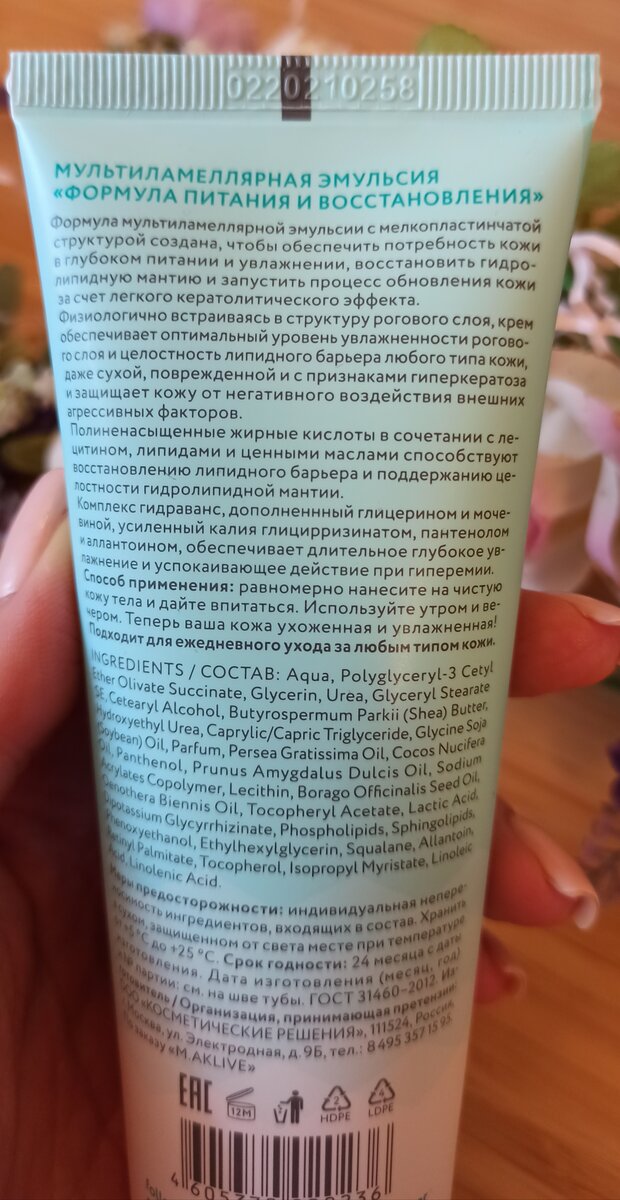 0220210258
МУЛЬТИЛАМЕЛЛЯРНАЯ ЭМУЛЬСИЯ
«ФОРМУЛА ПИТАНИЯ И ВОССТАНОВЛЕНИЯ»
Формула мультиламеллярной эмульсии с мелкопластинчатой
структурой создана, чтобы обеспечить потребность кожи
в глубоком питании и увлажнении, восстановить гидро-
липидную мантию и запустить процесс обновления кожи
за счет легкого кератолитического эффекта.
Физиологично встраиваясь в структуру рогового слоя, крем
обеспечивает оптимальный уровень увлажненности рогово-
го слоя и целостность липидного барьера любого типа кожи,
даже сухой, поврежденной и с признаками гиперкератоза
и защищает кожу от негативного воздействия внешних
агрессивных факторов.
Полиненасыщенные жирные кислоты в сочетании с ле-
цитином, липидами и ценными маслами способствуют
восстановлению липидного барьера и поддержанию це-
лостности гидролипидной мантии.
Комплекс гидраванс, дополненный глицерином и моче-
виной, усиленный калия глицирризинатом, пантенолом
и аллантоином, обеспечивает длительное глубокое ув-
лажнение и успокаивающее действие при гиперемии.
Способ применения: равномерно нанесите на чистую
кожу тела и дайте впитаться. Используйте утром и ве-
чером. Теперь ваша кожа ухоженная и увлажненная!
Подходит для ежедневного ухода за любым типом кожи.
INGREDIENTS / СОСТАВ: Aqua, Polyglyceryl-3 Cetyl
Ether Olivate Succinate, Glycerin, Urea, Glyceryl Stearate
SE, Cetearyl Alcohol, Butyrospermum Parkii (Shea) Butter,
Hydroxyethyl Urea, Caprylic/Capric Triglyceride, Glycine Soja
(Soybean) Oil, Parfum, Persea Gratissima Oil, Cocos Nucifera
Oil, Panthenol, Prunus Amygdalus Dulcis Oil, Sodium
Acrylates Copolymer, Lecithin, Borago Officinalis Seed Oil,
Oenothera Biennis Oil, Tocopheryl Acetate, Lactic Acid,
Dipotassium Glycyrrhizinate, Phospholipids, Sphingolipids,
Phenoxyethanol, Ethylhexylglycerin, Squalane, Allantoin,
Retinyl Palmitate, Tocopherol, Isopropyl Myristate, Linoleic
Acid, Linolenic Acid.
Меры предосторожности: индивидуальная непере-
носимость ингредиентов, входящих в состав. Хранить
в сухом, защищенном от света месте при температуре
от +5 °C до +25 °C. Срок годности: 24 месяца с даты
изготовления. Дата изготовления (месяц, год)
и № партии: см. на шве тубы. ГОСТ 31460-2012. Из-
готовитель / Организация, принимающая претензии:
ООО «КОСМЕТИЧЕСКИЕ РЕШЕНИЯ», 111524, Россия,
г. Москва, ул. Электродная, д. 9Б, тел.: 8 495 357 15 95.
По заказу «M.AKLIVE»
EAC
12M
2
HDPE
4
LDPE